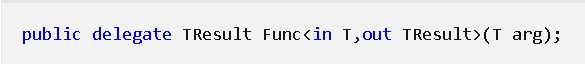 public delegate TResult Func<in T,out TResult>(T arg);